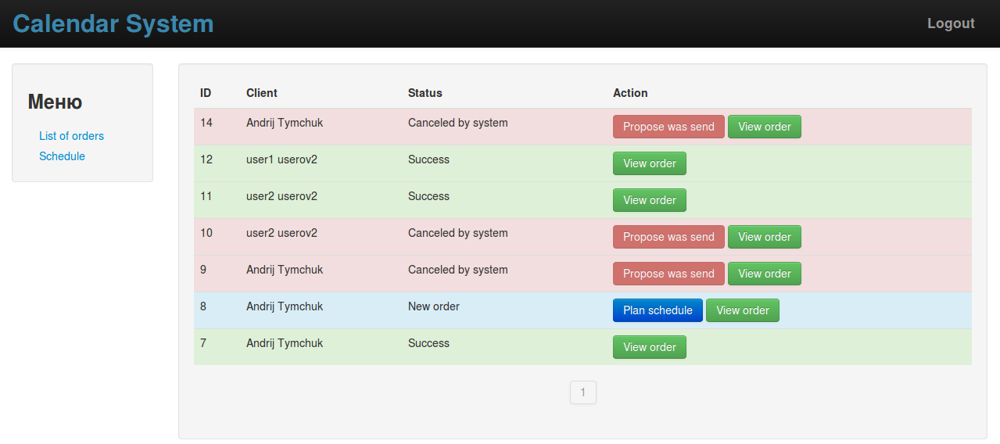 Calendar System Logout
Меню
List of orders
Schedule
ID Client Status Action
14 Andrij Tymchuk Canceled by system Propose was send View order
12 user1 userov2 Success View order
11 user2 userov2 Success View order
10 user2 userov2 Canceled by system Propose was send View order
9 Andrij Tymchuk Canceled by system Propose was send View order
8 Andrij Tymchuk New order Plan schedule View order
7 Andrij Tymchuk Success View order
1